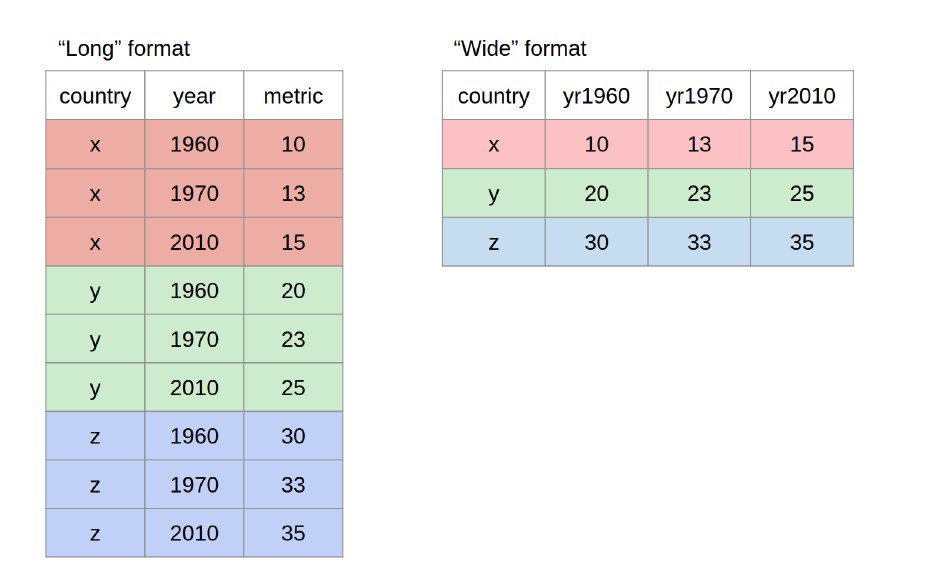 “Long” format
country year metric
x 1960 10
x 1970 13
x 2010 15
y 1960 20
y 1970 23
y 2010 25
z 1960 30
z 1970 33
z 2010 35
“Wide” format
country yr1960 yr1970 yr2010
x 10 13 15
y 20 23 25
z 30 33 35